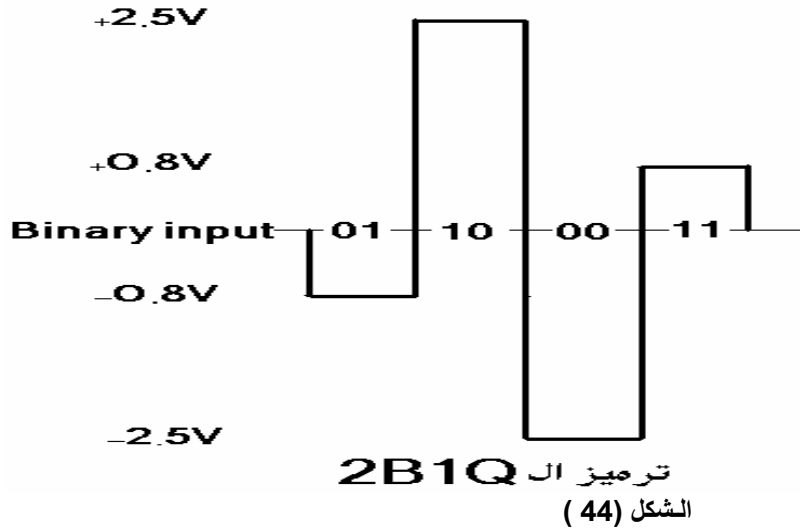 +2.5V
+0.8V
Binary input 01 10 00 11
-0.8V
-2.5V
ترميز ال 2B1Q
الشكل (44 )